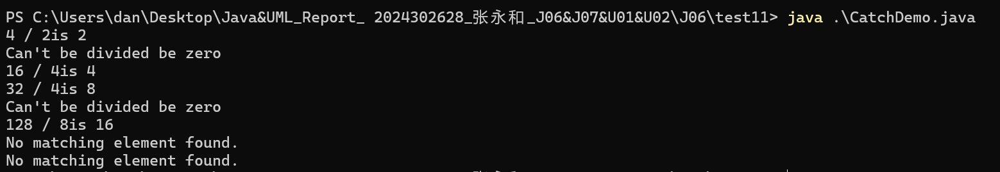 PS C:\Users\dan\Desktop\Java&UML_Report_ 2024302628_张永和_J06&J07&U01&U02\J06\test11> java .\CatchDemo.java
4 / 2is 2
Can't be divided be zero
16 / 4is 4
32 / 4is 8
Can't be divided be zero
128 / 8is 16
No matching element found.
No matching element found.